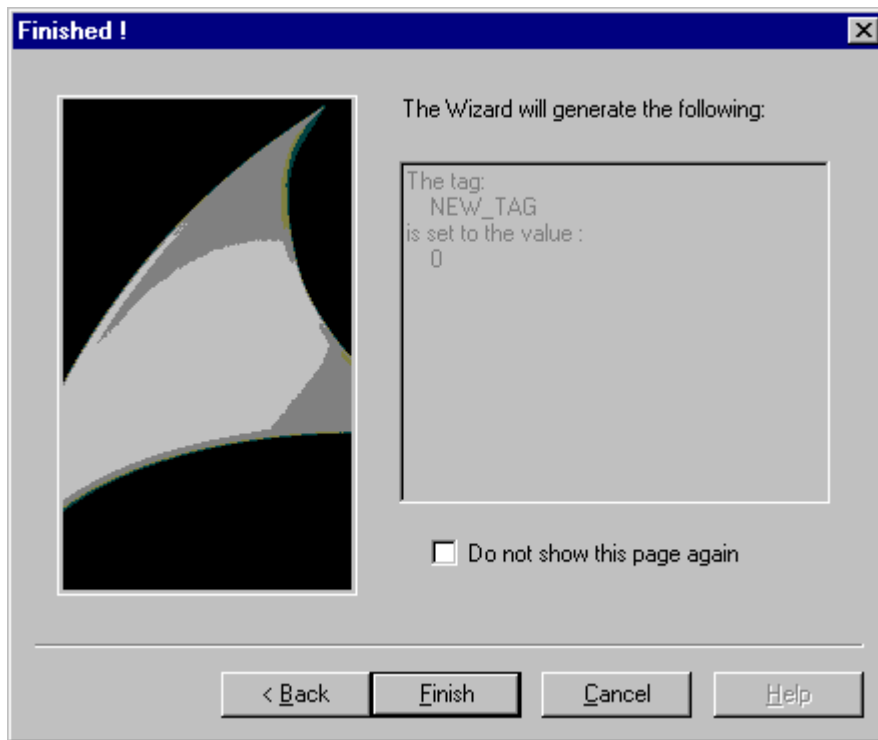 Finished !
The Wizard will generate the following:
The tag:
NEW_TAG
is set to the value :
0
Do not show this page again
< Back
Finish
Cancel
Help